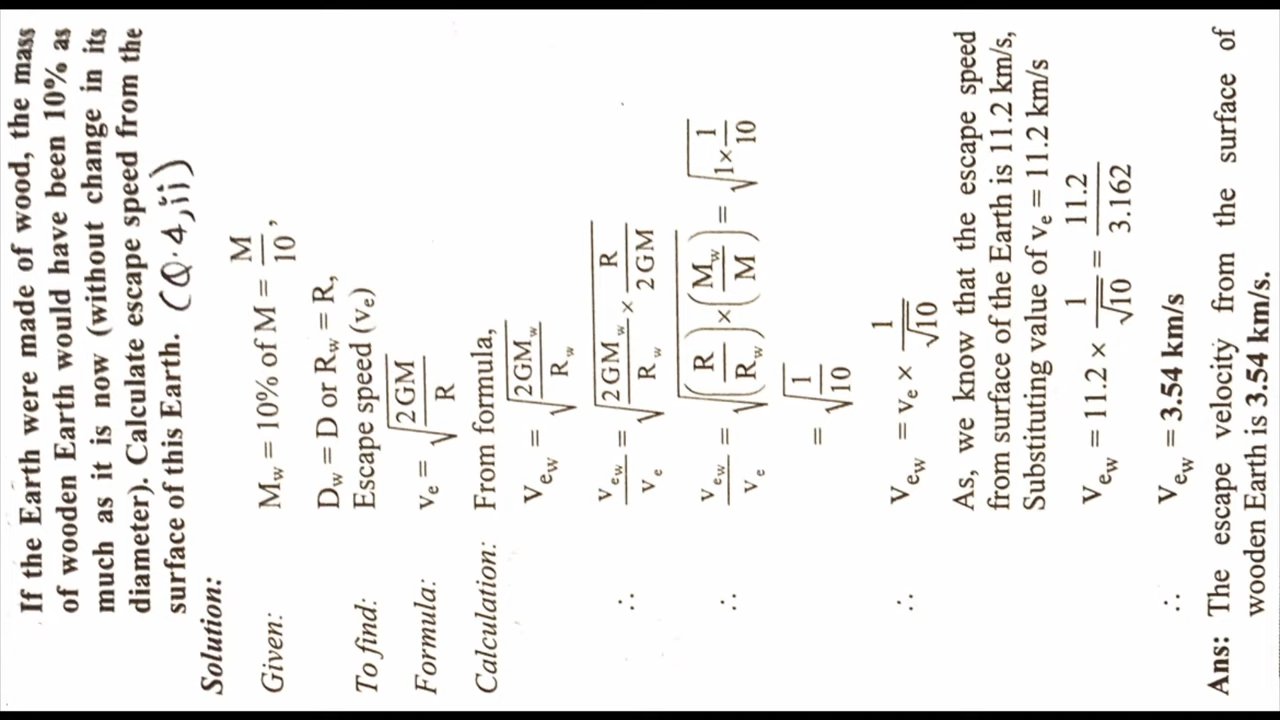 If the Earth were made of wood, the mass
of wooden Earth would have been 10% as
much as it is now (without change in its
diameter). Calculate escape speed from the
surface of this Earth. (Q.4,ii)
Solution:
Given: M_w = 10% of M = M/10 ,
D_w = D or R_w = R,
To find: Escape speed (v_e)
Formula: v_e = √(2GM/R)
Calculation: From formula,
v_ew = √(2GM_w/R_w)
∴ v_ew/v_e = √(2GM_w/R_w × R/2GM)
∴ v_ew/v_e = √((R/R_w) × (M_w/M)) = √(1×1/10)
= √(1/10)
∴ v_ew = v_e × 1/√10
As, we know that the escape speed
from surface of the Earth is 11.2 km/s,
Substituting value of v_e = 11.2 km/s
v_ew = 11.2 × 1/√10 = 11.2/3.162
∴ v_ew = 3.54 km/s
Ans: The escape velocity from the surface of
wooden Earth is 3.54 km/s.